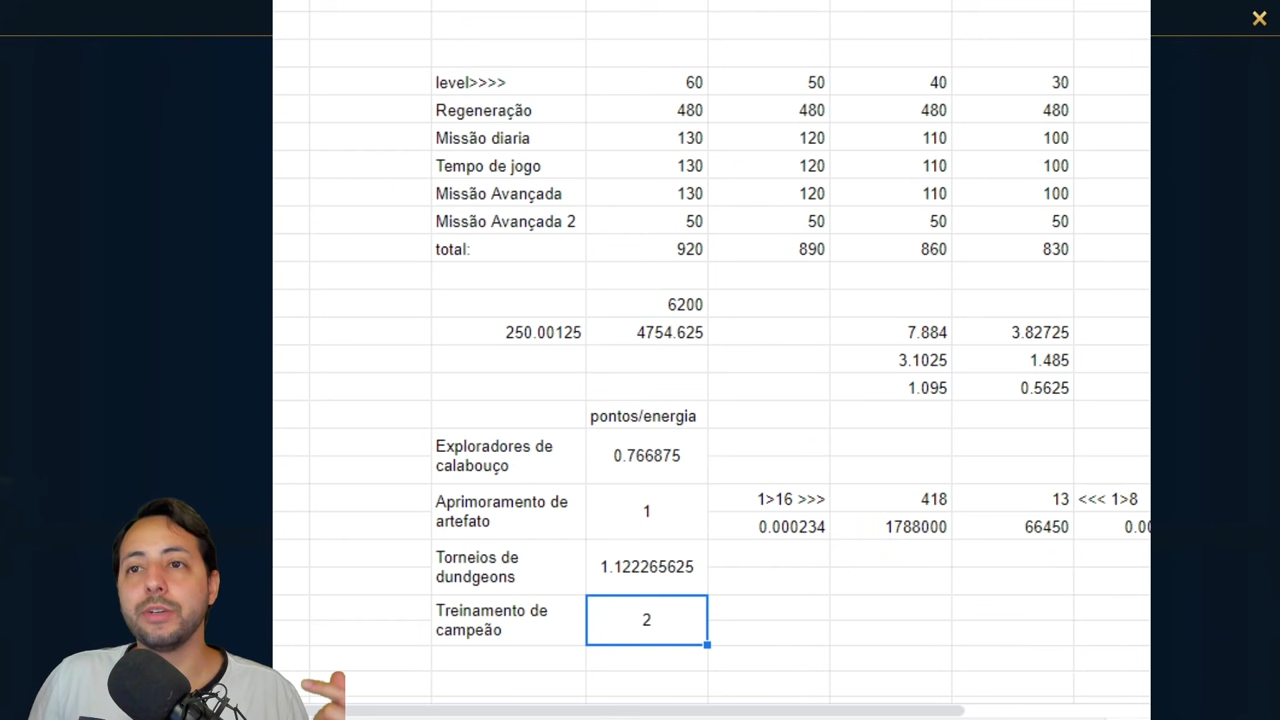 level>>>> 60 50 40 30
Regeneração 480 480 480 480
Missão diaria 130 120 110 100
Tempo de jogo 130 120 110 100
Missão Avançada 130 120 110 100
Missão Avançada 2 50 50 50 50
total: 920 890 860 830
6200
250.00125 4754.625 7.884 3.82725
3.1025 1.485
1.095 0.5625
pontos/energia
Exploradores de
calabouço
0.766875
Aprimoramento de
artefato
1
1>16 >>> 418 13 <<< 1>8
0.000234 1788000 66450 0.00
Torneios de
dundgeons
1.122265625
Treinamento de
campeão
2